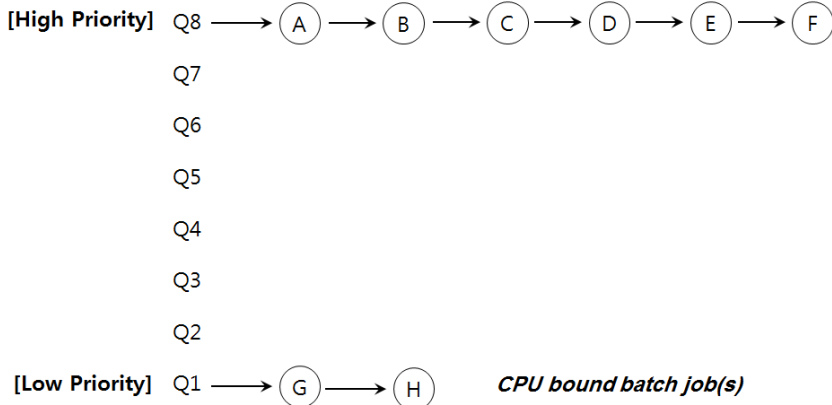 [High Priority] Q8 A B C D E F
Q7
Q6
Q5
Q4
Q3
Q2
[Low Priority] Q1 G H CPU bound batch job(s)